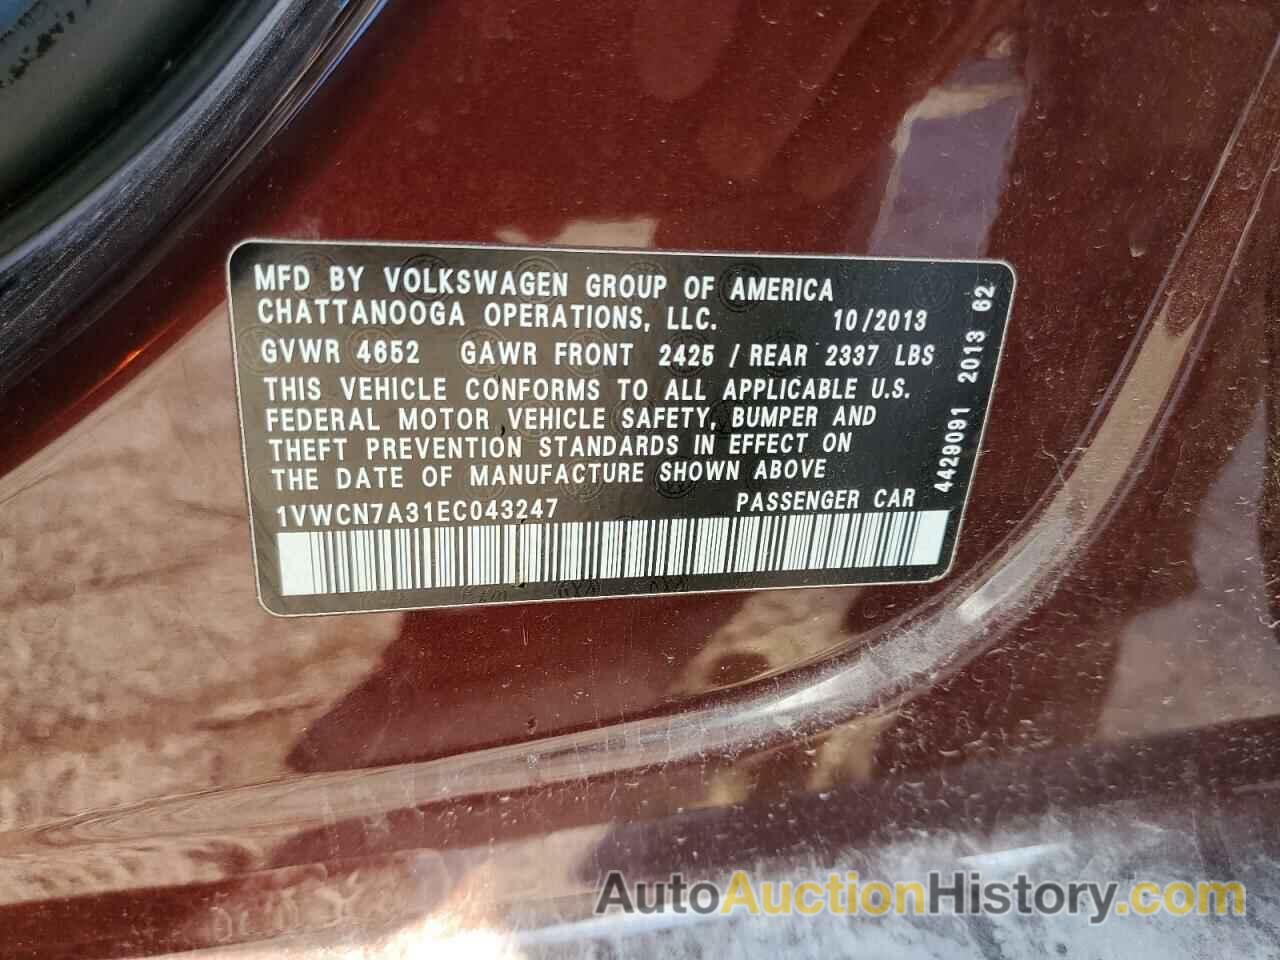 MFD BY VOLKSWAGEN GROUP OF AMERICA
CHATTANOOGA OPERATIONS, LLC. 10/2013
GVWR 4652 GAWR FRONT 2425 / REAR 2337 LBS
THIS VEHICLE CONFORMS TO ALL APPLICABLE U.S.
FEDERAL MOTOR VEHICLE SAFETY, BUMPER AND
THEFT PREVENTION STANDARDS IN EFFECT ON
THE DATE OF MANUFACTURE SHOWN ABOVE
1VWCN7A31EC043247 PASSENGER CAR
4429091 2013 62
AutoAuctionHistory.com